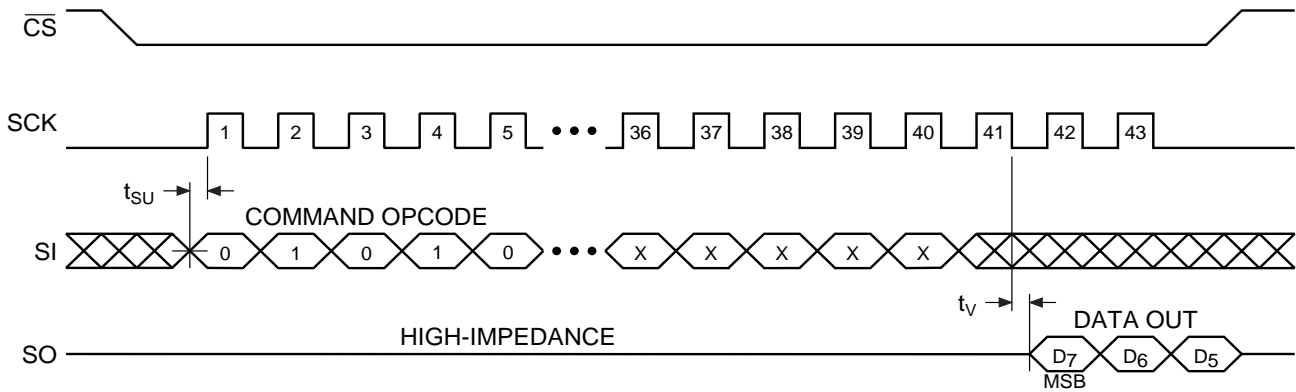 CS
SCK
1 2 3 4 5 ••• 36 37 38 39 40 41 42 43
tSU
COMMAND OPCODE
SI
0 1 0 1 0 ••• X X X X X
tV
HIGH-IMPEDANCE
DATA OUT
SO
D7 D6 D5
MSB